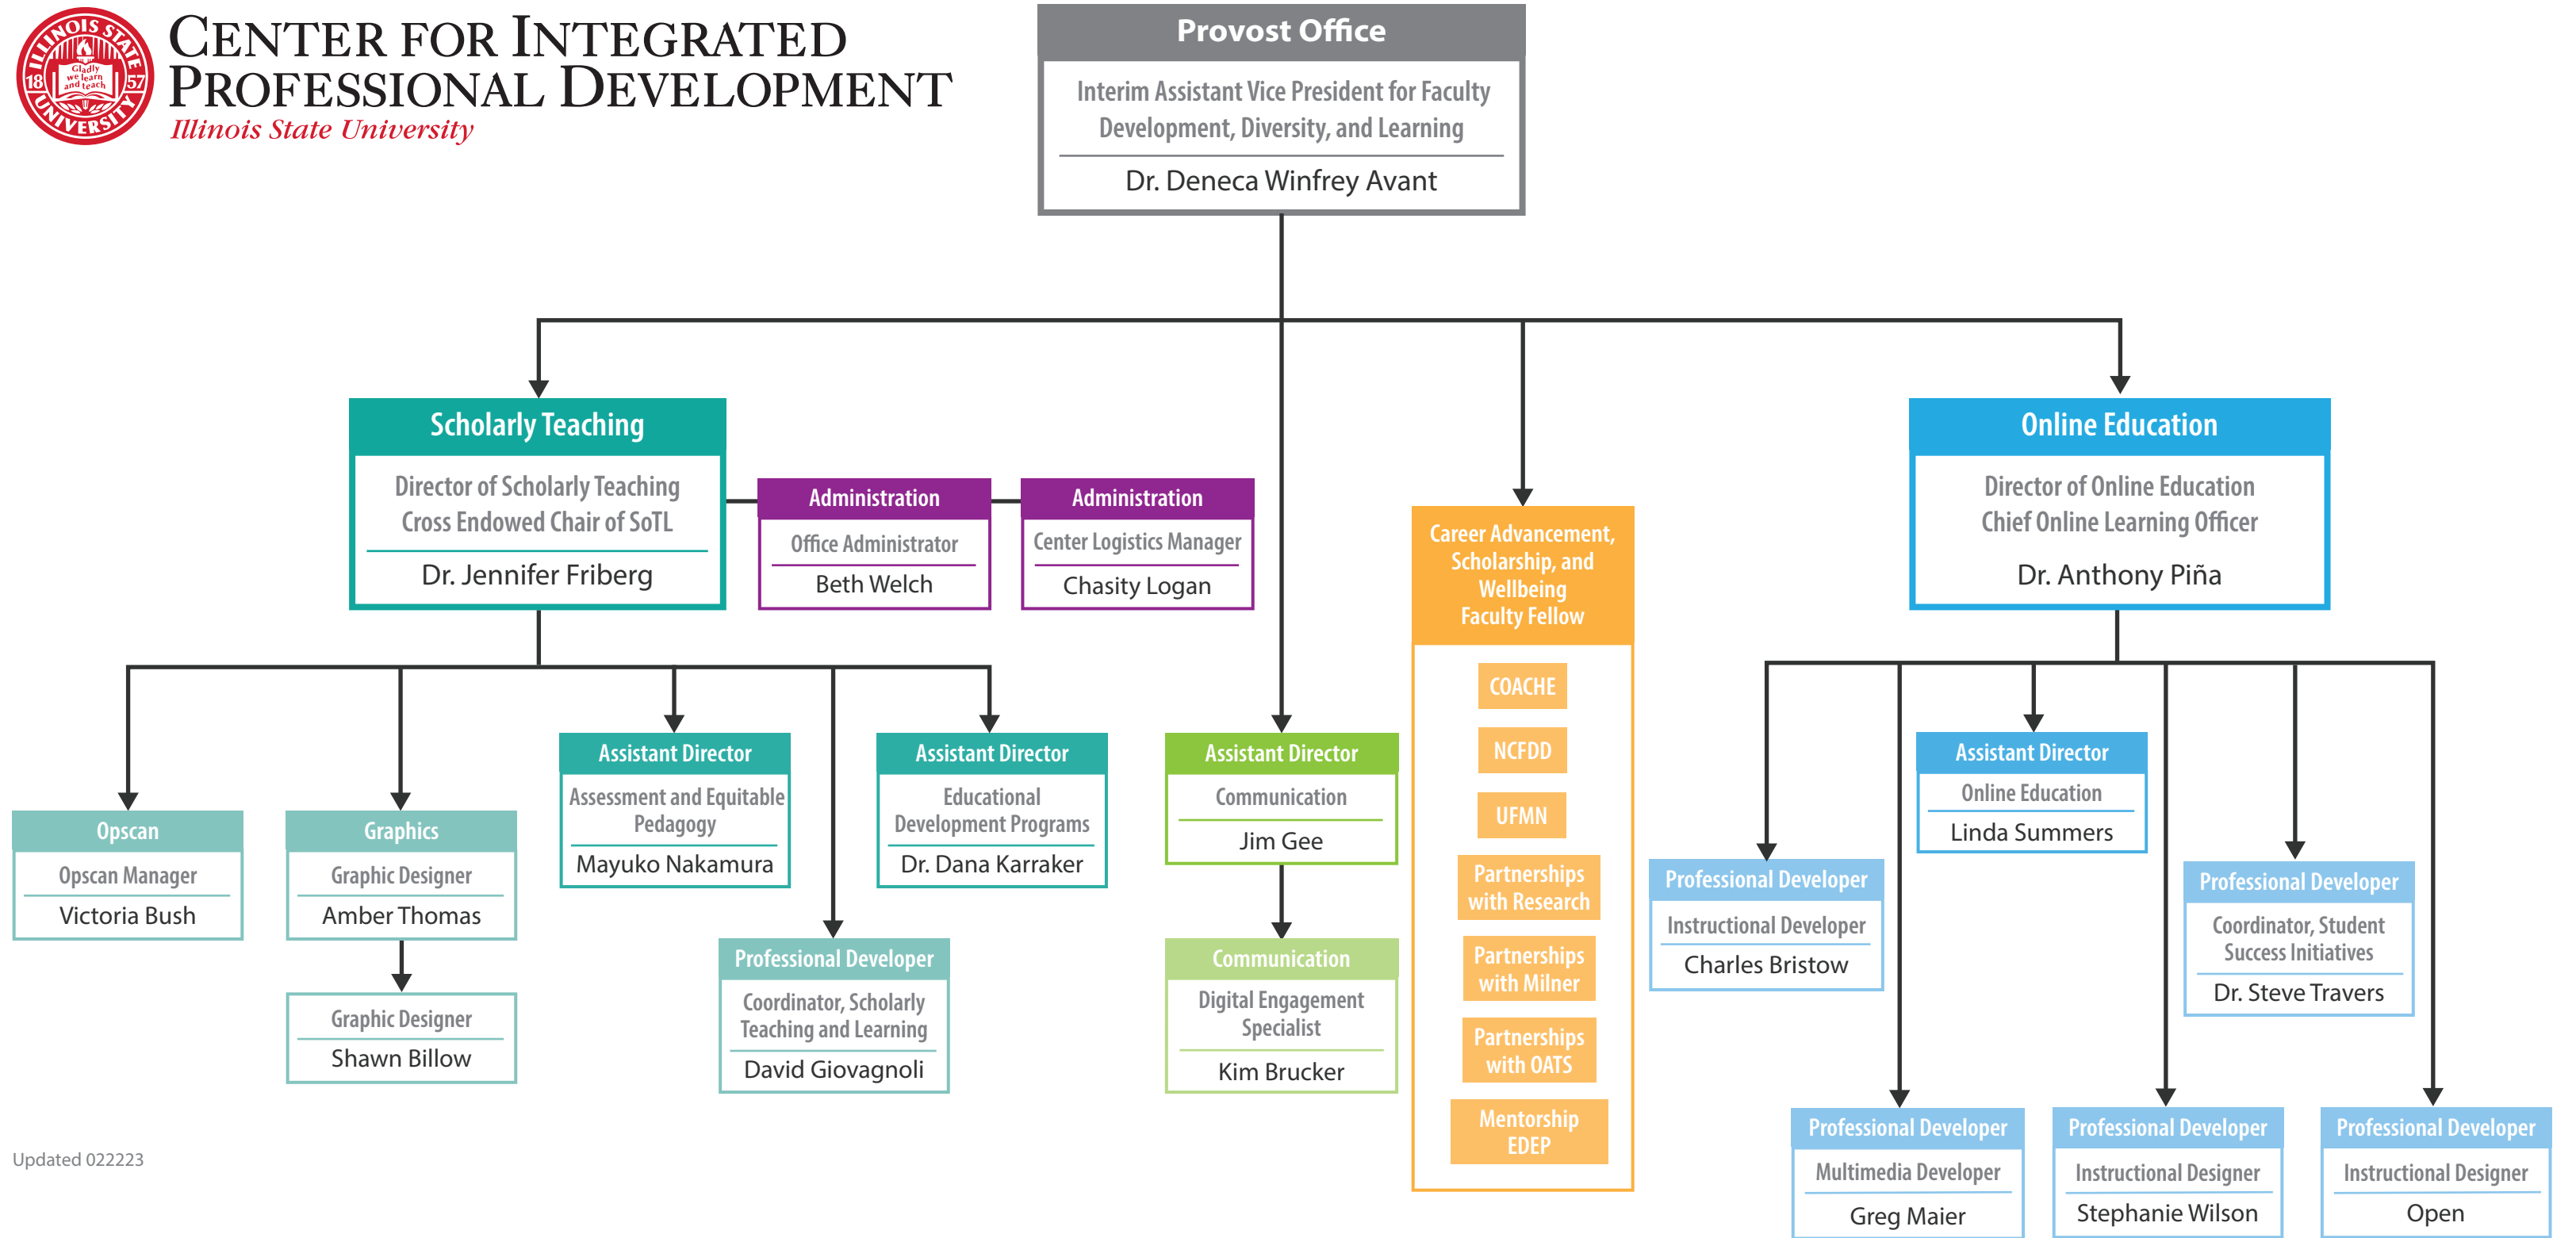 ILLINOIS STATE
UNIVERSITY
18 57
Gladly
we learn
and teach
CENTER FOR INTEGRATED
PROFESSIONAL DEVELOPMENT
Illinois State University
Provost Office
Interim Assistant Vice President for Faculty
Development, Diversity, and Learning
Dr. Deneca Winfrey Avant
Scholarly Teaching
Director of Scholarly Teaching
Cross Endowed Chair of SoTL
Dr. Jennifer Friberg
Administration
Office Administrator
Beth Welch
Administration
Center Logistics Manager
Chasity Logan
Career Advancement,
Scholarship, and
Wellbeing
Faculty Fellow
COACHE
NCFDD
UFMN
Partnerships
with Research
Partnerships
with Milner
Partnerships
with OATS
Mentorship
EDEP
Online Education
Director of Online Education
Chief Online Learning Officer
Dr. Anthony Piña
Opscan
Opscan Manager
Victoria Bush
Graphics
Graphic Designer
Amber Thomas
Graphic Designer
Shawn Billow
Assistant Director
Assessment and Equitable
Pedagogy
Mayuko Nakamura
Professional Developer
Coordinator, Scholarly
Teaching and Learning
David Giovagnoli
Assistant Director
Educational
Development Programs
Dr. Dana Karraker
Assistant Director
Communication
Jim Gee
Communication
Digital Engagement
Specialist
Kim Brucker
Professional Developer
Instructional Developer
Charles Bristow
Professional Developer
Multimedia Developer
Greg Maier
Assistant Director
Online Education
Linda Summers
Professional Developer
Instructional Designer
Stephanie Wilson
Professional Developer
Coordinator, Student
Success Initiatives
Dr. Steve Travers
Professional Developer
Instructional Designer
Open
Updated 022223